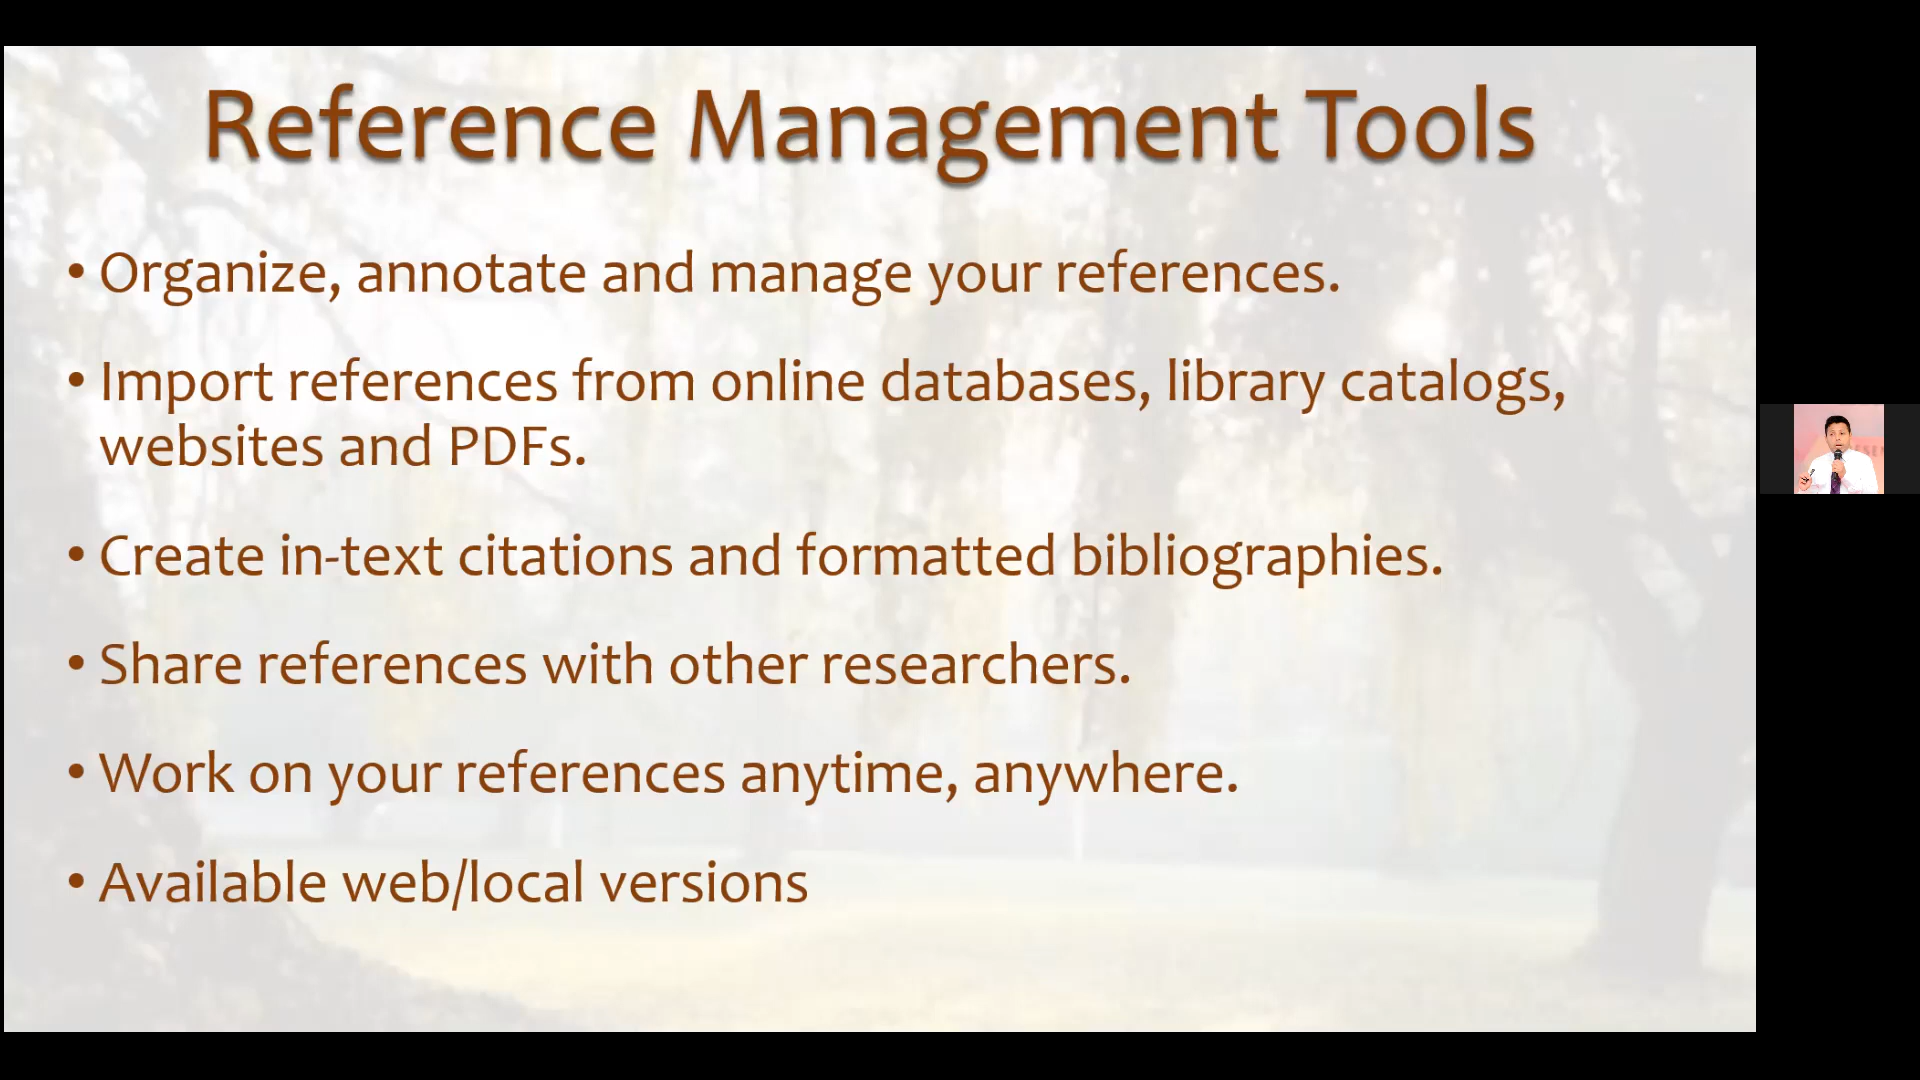 Reference Management Tools
• Organize, annotate and manage your references.
• Import references from online databases, library catalogs,
websites and PDFs.
• Create in-text citations and formatted bibliographies.
• Share references with other researchers.
• Work on your references anytime, anywhere.
• Available web/local versions